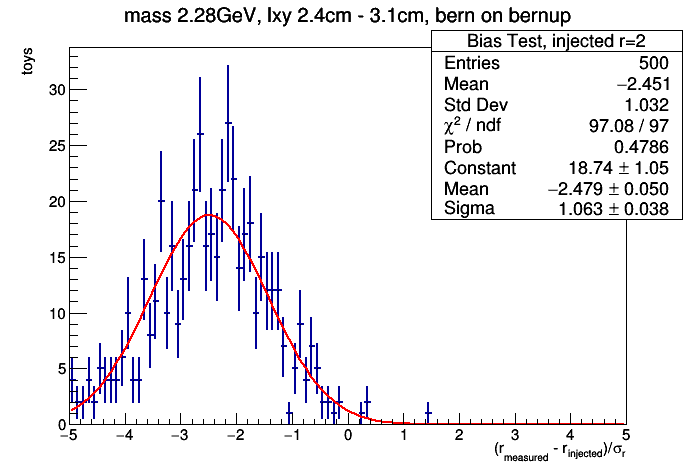 mass 2.28GeV, lxy 2.4cm - 3.1cm, bern on bernup
Bias Test, injected r=2
Entries 500
Mean −2.451
Std Dev 1.032
χ² / ndf 97.08 / 97
Prob 0.4786
Constant 18.74 ± 1.05
Mean −2.479 ± 0.050
Sigma 1.063 ± 0.038
toys
30
25
20
15
10
5
0
−5 −4 −3 −2 −1 0 1 2 3 4 5
(r_measured - r_injected)/σ_r